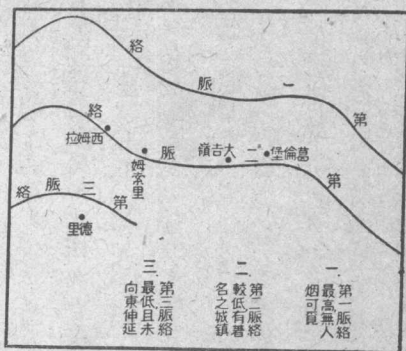 第一脈絡
第二脈絡
第三脈絡
西姆拉
姆索里
大吉嶺
葛倫堡
德里
一. 第一脈絡
最高無人
烟可覓
二. 第二脈絡
較低有著
名之城鎮
三. 第三脈絡
最低且未
向東伸延